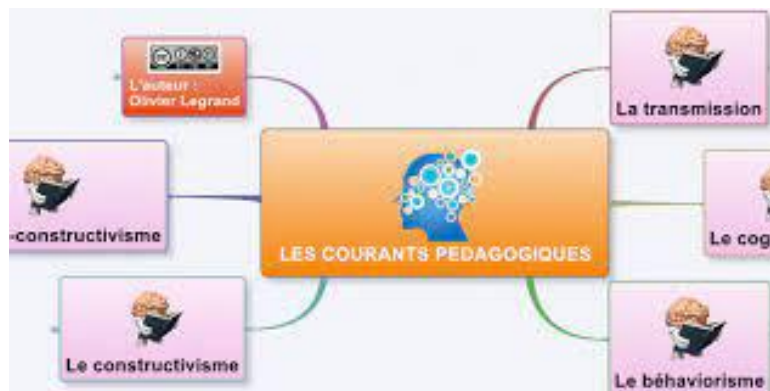 L'auteur :
Olivier Legrand
La transmission
-constructivisme
LES COURANTS PEDAGOGIQUES
Le cog
Le constructivisme
Le béhaviorisme